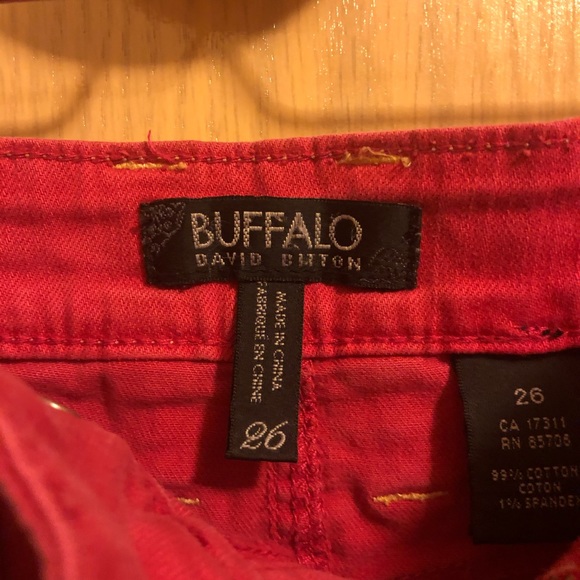 BUFFALO
DAVID BITTON
MADE IN CHINA
FABRIQUÉ EN CHINE
26
26
CA 17311
RN 85706
99% COTTON
COTON
1% SPANDEX